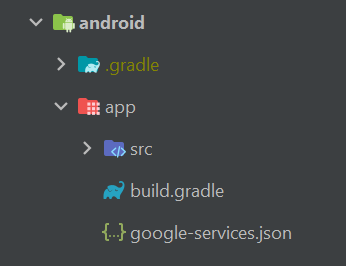 android
.gradle
app
src
build.gradle
google-services.json